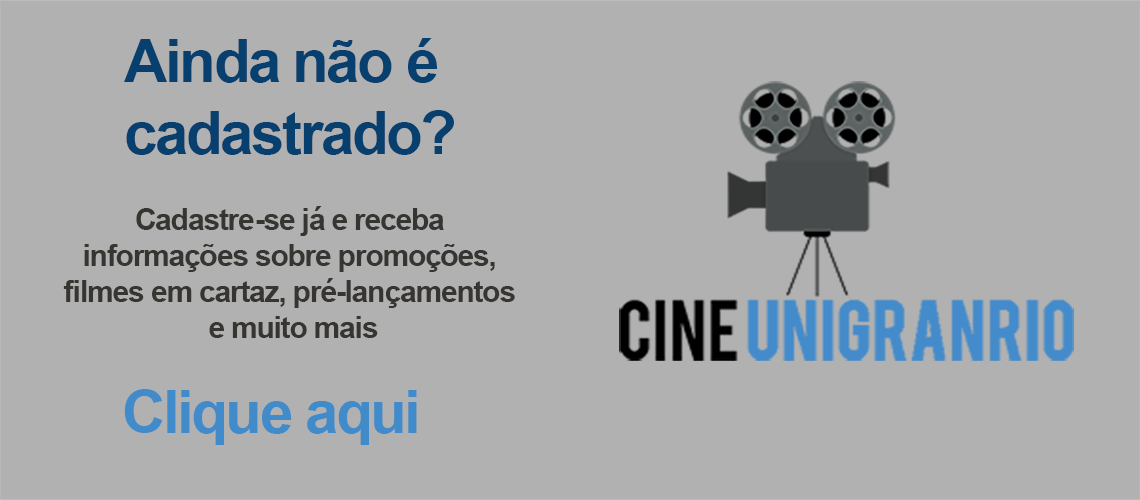 Ainda não é
cadastrado?
Cadastre-se já e receba
informações sobre promoções,
filmes em cartaz, pré-lançamentos
e muito mais
Clique aqui
CINE UNIGRANRIO